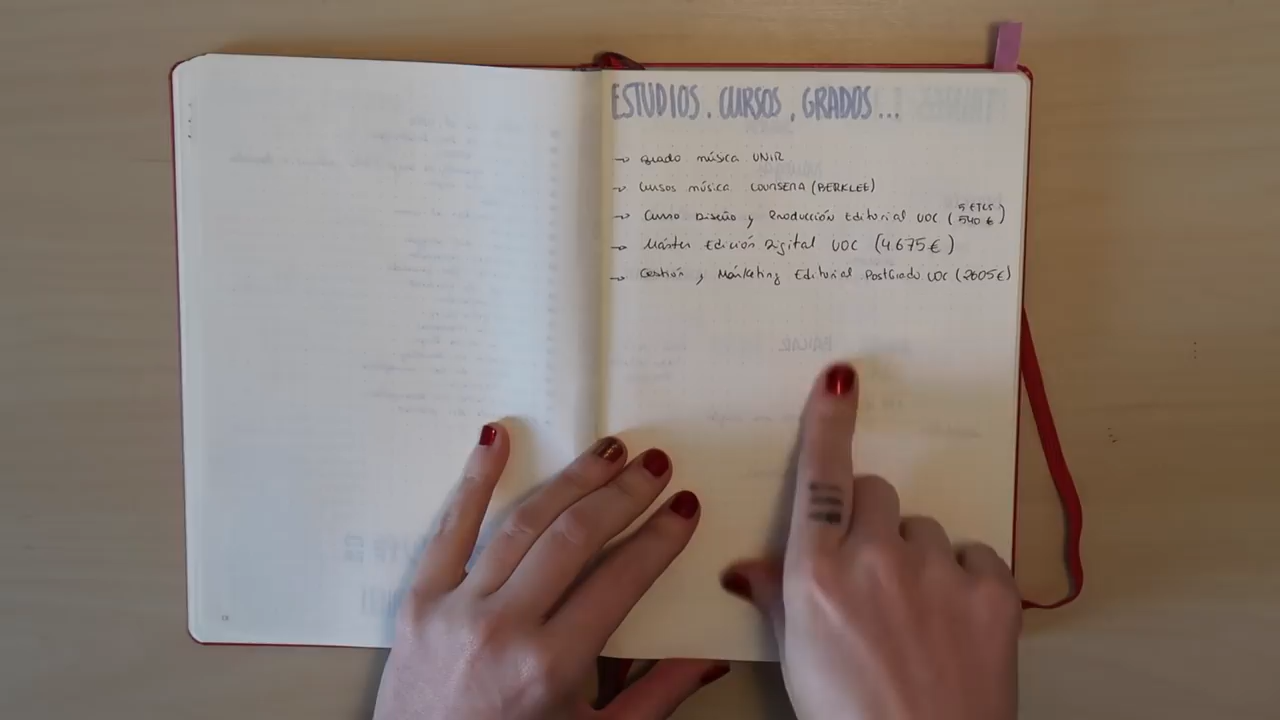 ESTUDIOS, CURSOS, GRADOS...
→ Grado música UNIR
→ Cursos música COURSERA (BERKLEE)
→ Curso Diseño y Producción Editorial UOC (5 ETCS 540 €)
→ Máster Edición Digital UOC (4.675€)
→ Gestión y Márketing Editorial PostGrado UOC (2605€)